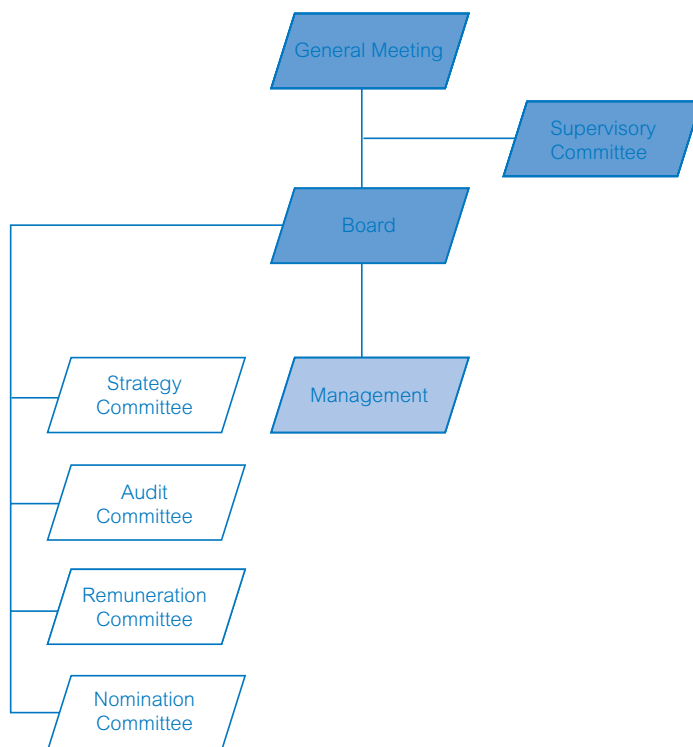 General Meeting
Supervisory
Committee
Board
Management
Strategy
Committee
Audit
Committee
Remuneration
Committee
Nomination
Committee